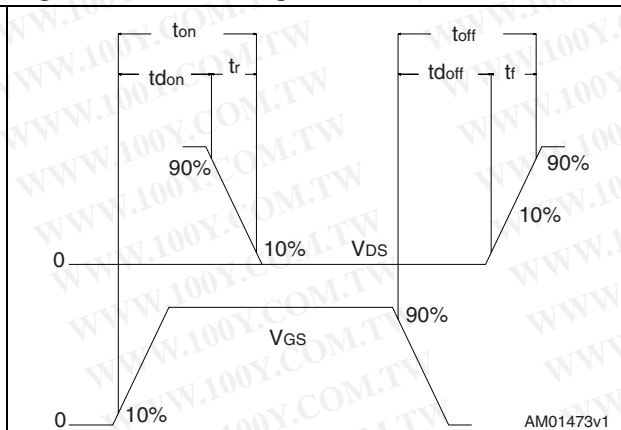 ton
toff
tdon
tr
tdoff
tf
90%
90%
10%
10%
0
VDS
90%
VGS
0
10%
AM01473v1
WWW.100Y.COM.TW